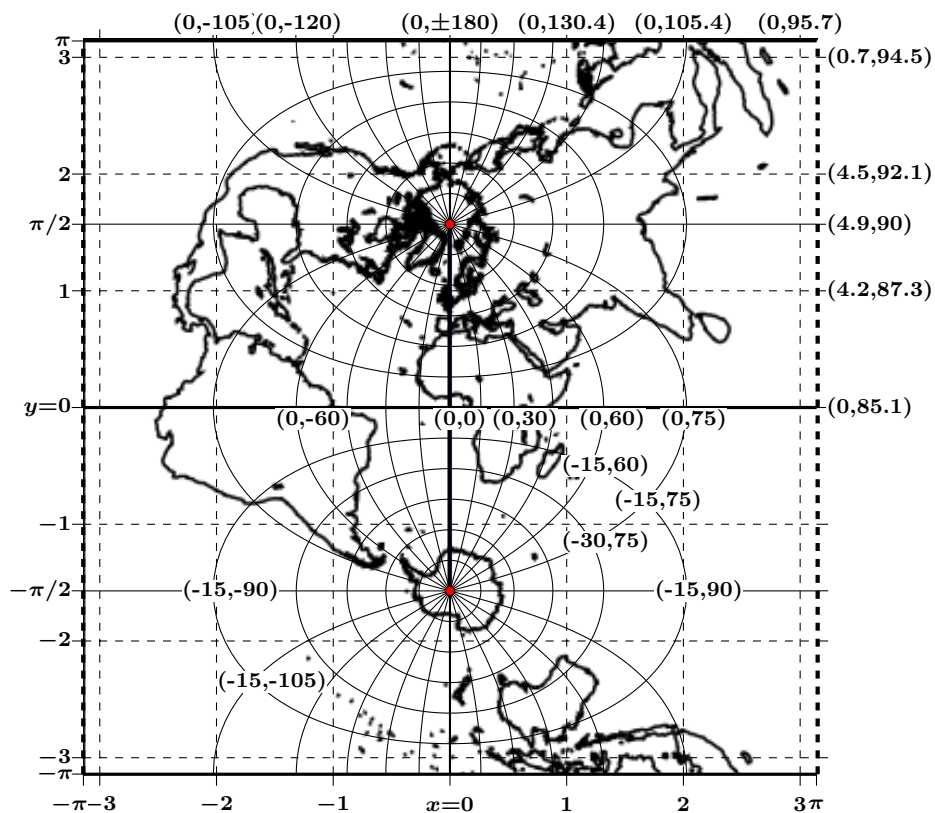 (0,-105) (0,-120) (0,±180) (0,130.4) (0,105.4) (0,95.7)
π
3 (0.7,94.5)
2 (4.5,92.1)
π/2 (4.9,90)
1 (4.2,87.3)
y=0 (0,85.1)
(0,-60) (0,0) (0,30) (0,60) (0,75)
(-15,60)
(-15,75)
−1
(-30,75)
−π/2 (-15,-90) (-15,90)
−2
(-15,-105)
−3
−π
−π −3 −2 −1 x=0 1 2 3 π